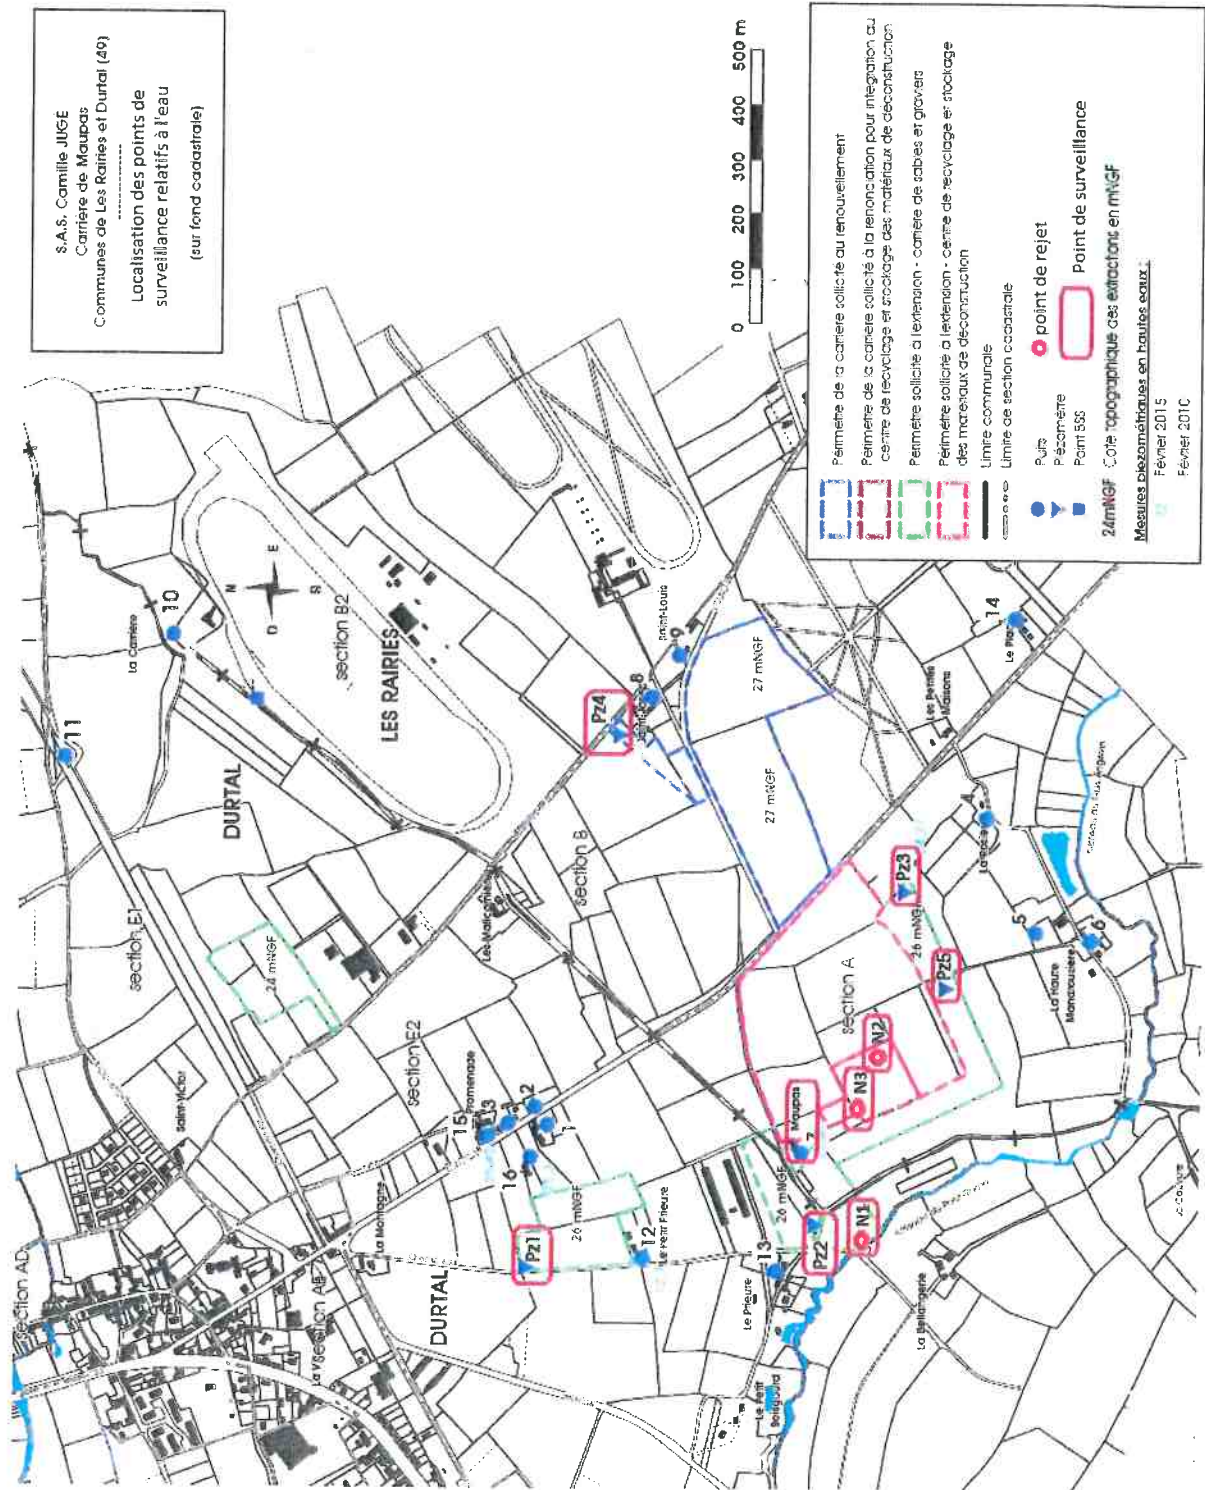 S.A.S. Camille JUGE
Carrière de Maupas
Communes de Les Rairies et Durtal (49)
Localisation des points de
surveillance relatifs à l'eau
(sur fond cadastrale)
0 100 200 300 400 500 m
Périmètre de la carrière sollicité au renouvellement
Périmètre de la carrière sollicité à la renonciation pour intégration au
centre de recyclage et stockage des matériaux de déconstruction
Périmètre sollicité à l'extension - carrière de sables et graviers
Périmètre sollicité à l'extension - centre de recyclage et stockage
des matériaux de déconstruction
Limite communale
Limite de section cadastrale
Puits
Piézomètre
Point BSS
point de rejet
Point de surveillance
24mNGF Cote topographique des extractions en mNGF
Mesures piézométriques en hautes eaux :
Février 2015
Février 2010
Section AD
Saint-Victor
Section E1
11
La Carrière
10
N
E
S
O
Section B2
LES RAIRIES
DURTAL
24 mNGF
La Montagne
Section E2
15
Promenade
3
2
1
16
Section B
Pz4
8
9
Saint-Louis
27 mNGF
27 mNGF
DURTAL
Pz1
26 mNGF
12
Le Petit Prieuré
13
Le Prieuré
26 mNGF
Maupas
7
Pz2
N1
N3
N2
Section A
26 mNGF
Pz3
Pz5
Les Petites
Maisons
14
4
5
6
La Haute
La Bellangerie
Le Petit